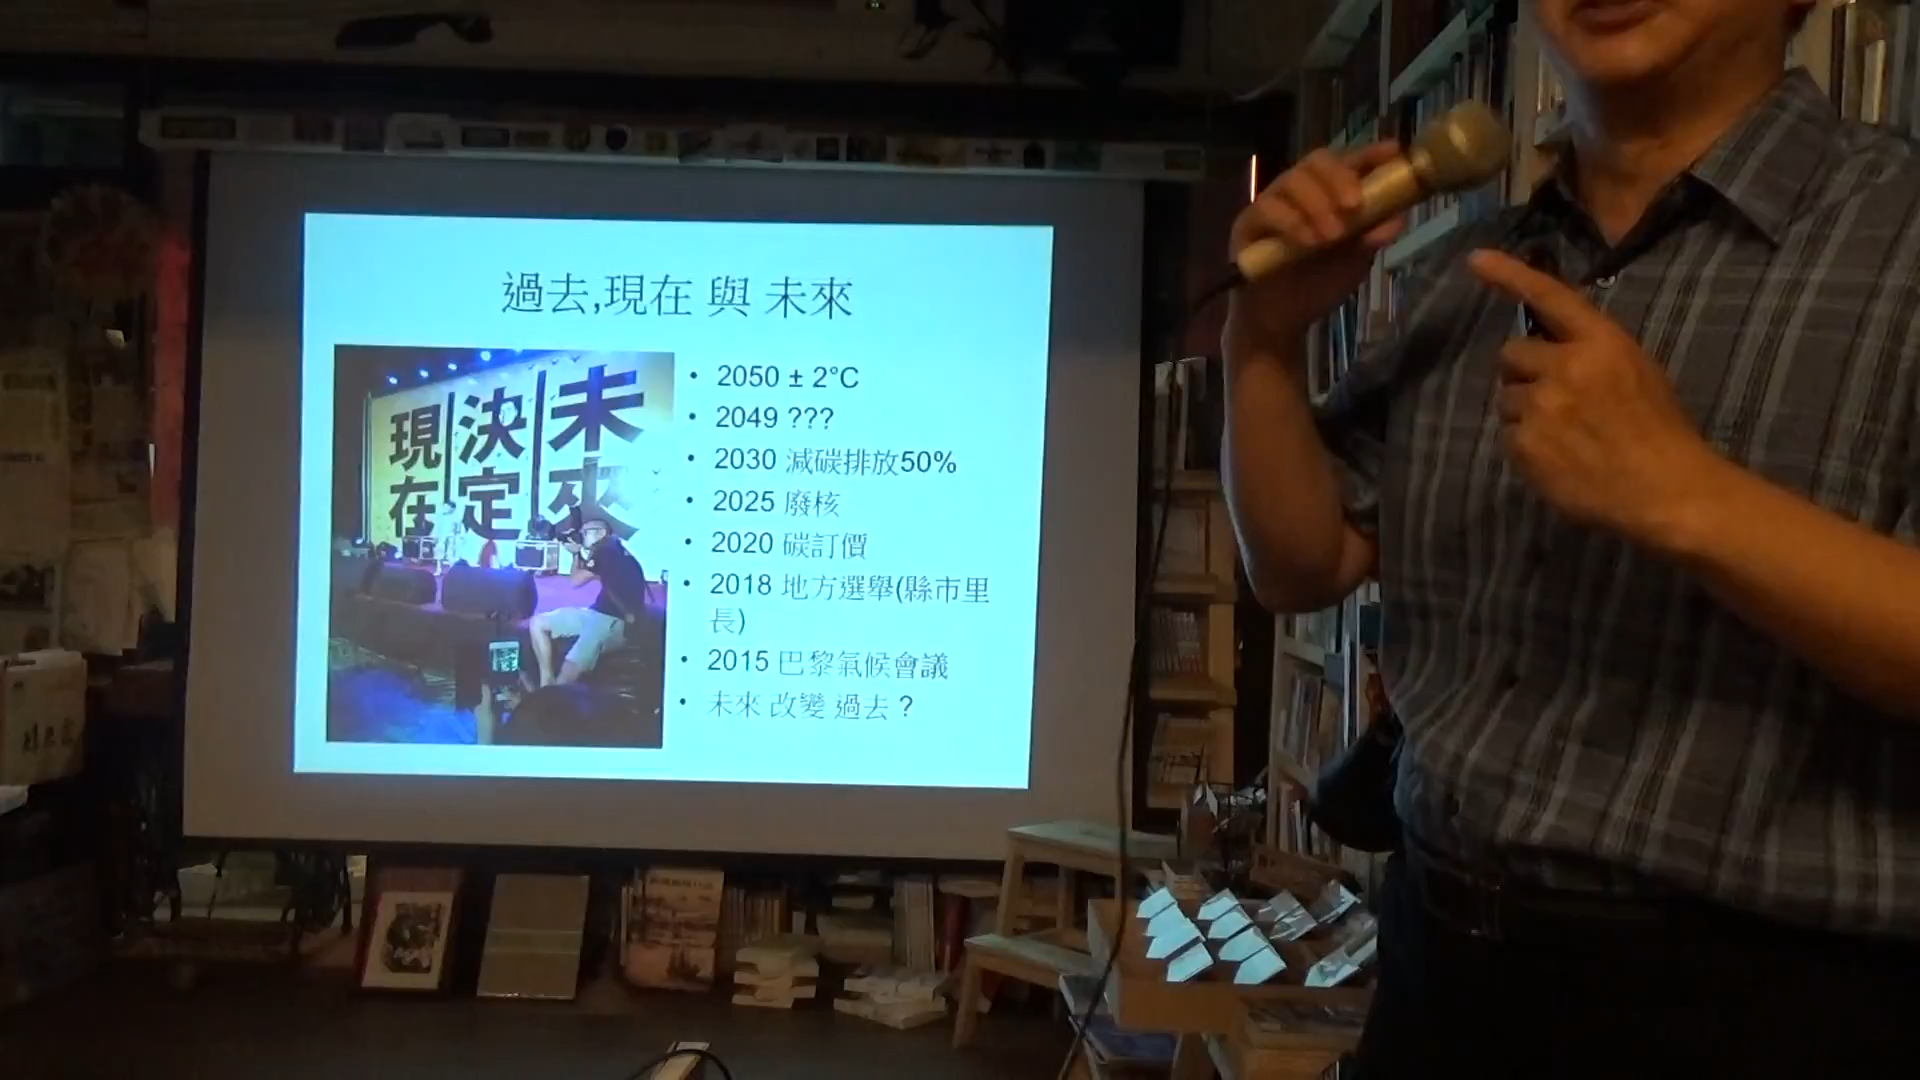 過去,現在 與 未來
現在
決定
未來
• 2050 ± 2°C
• 2049 ???
• 2030 減碳排放50%
• 2025 廢核
• 2020 碳訂價
• 2018 地方選舉(縣市里
長)
• 2015 巴黎氣候會議
• 未來 改變 過去 ?